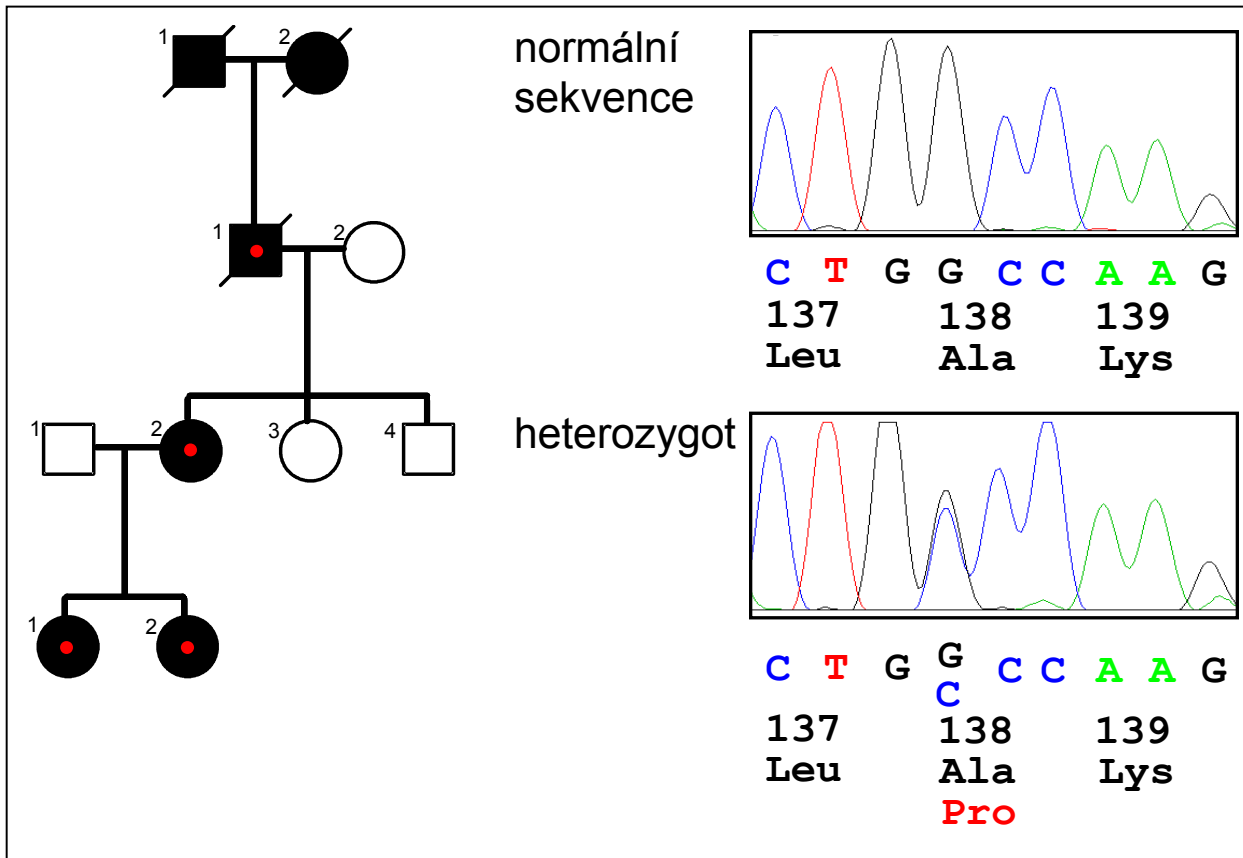 1 2
normální
sekvence
C T G G C C A A G
137 138 139
Leu Ala Lys
1 2
1 2 3 4
heterozygot
C T G G C C A A G
C
137 138 139
Leu Ala Lys
Pro
1 2